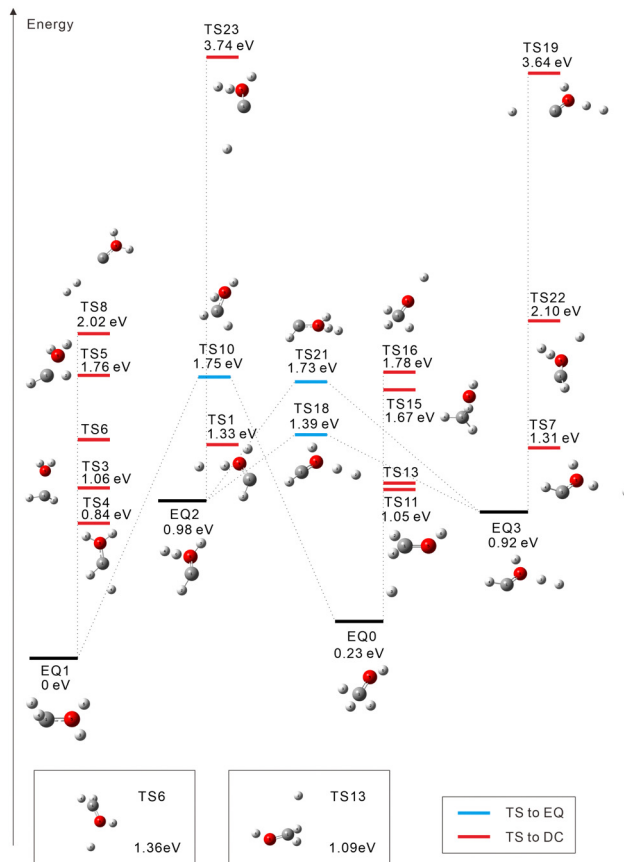 Energy
TS23
3.74 eV
TS19
3.64 eV
TS8
2.02 eV
TS5
1.76 eV
TS6
TS3
1.06 eV
TS4
0.84 eV
EQ1
0 eV
TS10
1.75 eV
TS1
1.33 eV
EQ2
0.98 eV
TS21
1.73 eV
TS18
1.39 eV
TS16
1.78 eV
TS15
1.67 eV
TS13
TS11
1.05 eV
EQ0
0.23 eV
TS22
2.10 eV
TS7
1.31 eV
EQ3
0.92 eV
TS6
1.36eV
TS13
1.09eV
TS to EQ
TS to DC